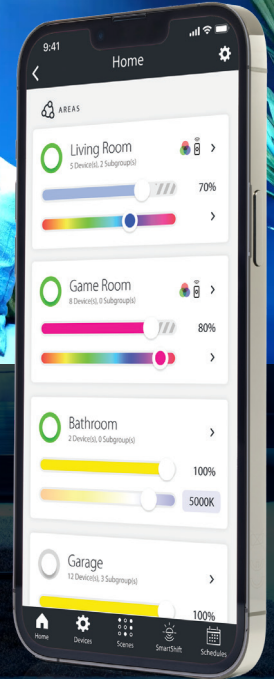 9:41
Home
AREAS
Living Room
3 Device(s), 2 Subgroup(s)
70%
Game Room
8 Device(s), 0 Subgroup(s)
80%
Bathroom
2 Device(s), 0 Subgroup(s)
100%
5000K
Garage
12 Device(s), 3 Subgroup(s)
100%
Home
Devices
Scenes
SmartShift
Schedules